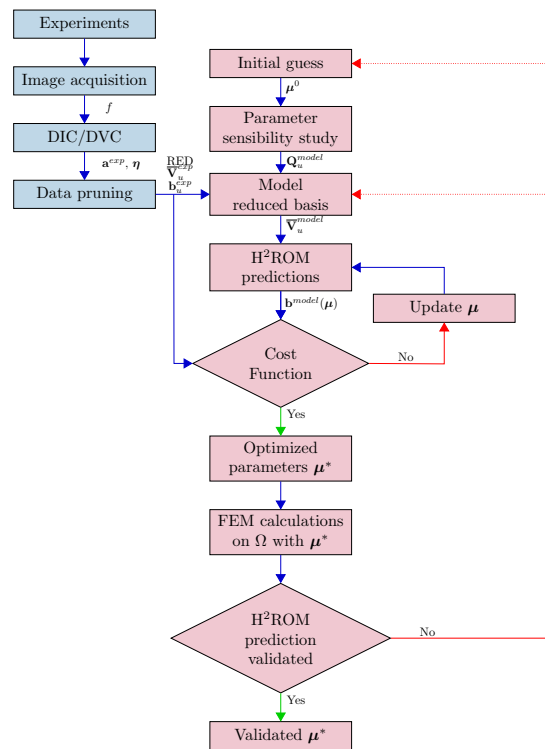 Experiments
Image acquisition
f
DIC/DVC
a^exp, η
Data pruning
RED
V̅_u^exp
b_u^exp
Initial guess
μ^0
Parameter
sensibility study
Q_u^model
Model
reduced basis
V̅_u^model
H²ROM
predictions
b^model(μ)
Update μ
Cost
Function
No
Yes
Optimized
parameters μ*
FEM calculations
on Ω with μ*
H²ROM
prediction
validated
No
Yes
Validated μ*